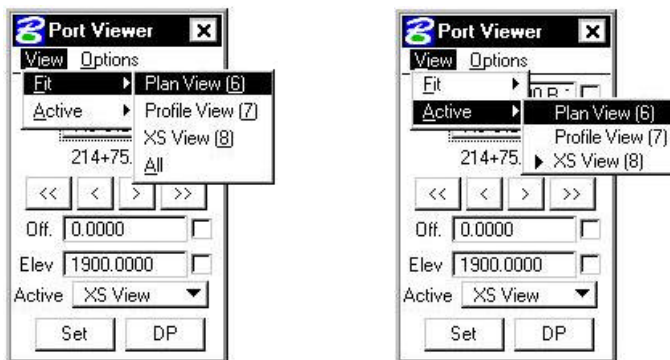 Port Viewer
View Options
Fit Plan View (6)
Active Profile View (7)
XS View (8)
All
214+75.
<< < > >>
Off. 0.0000
Elev 1900.0000
Active XS View
Set DP
Port Viewer
View Options
Fit
Active Plan View (6)
Profile View (7)
214+75. XS View (8)
<< < > >>
Off. 0.0000
Elev 1900.0000
Active XS View
Set DP